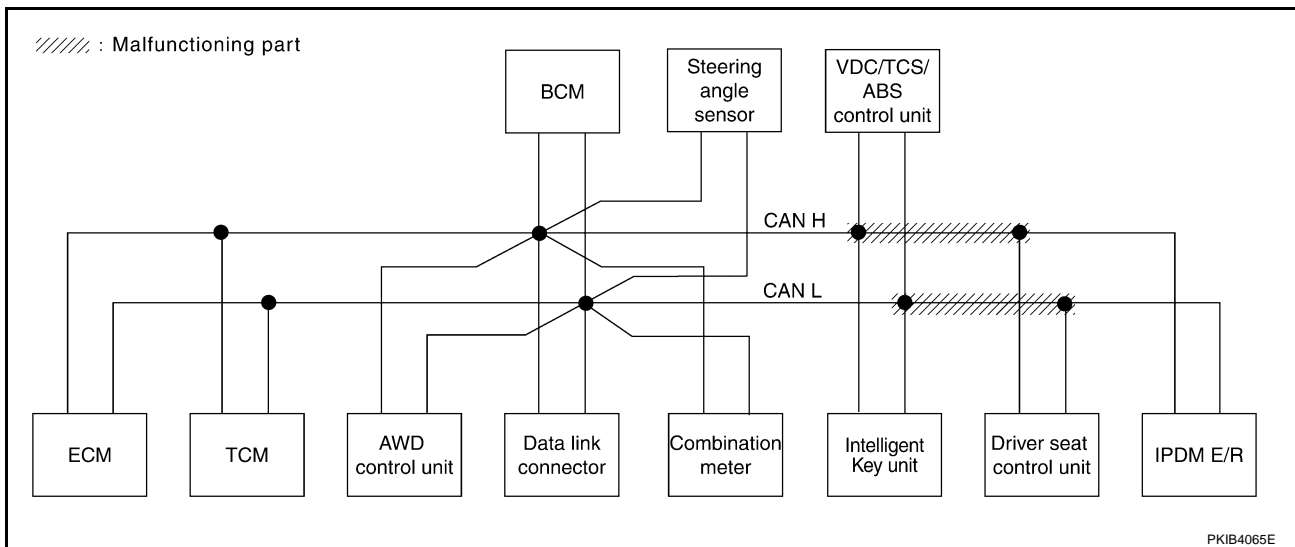 : Malfunctioning part
BCM
Steering
angle
sensor
VDC/TCS/
ABS
control unit
CAN H
CAN L
ECM
TCM
AWD
control unit
Data link
connector
Combination
meter
Intelligent
Key unit
Driver seat
control unit
IPDM E/R
PKIB4065E